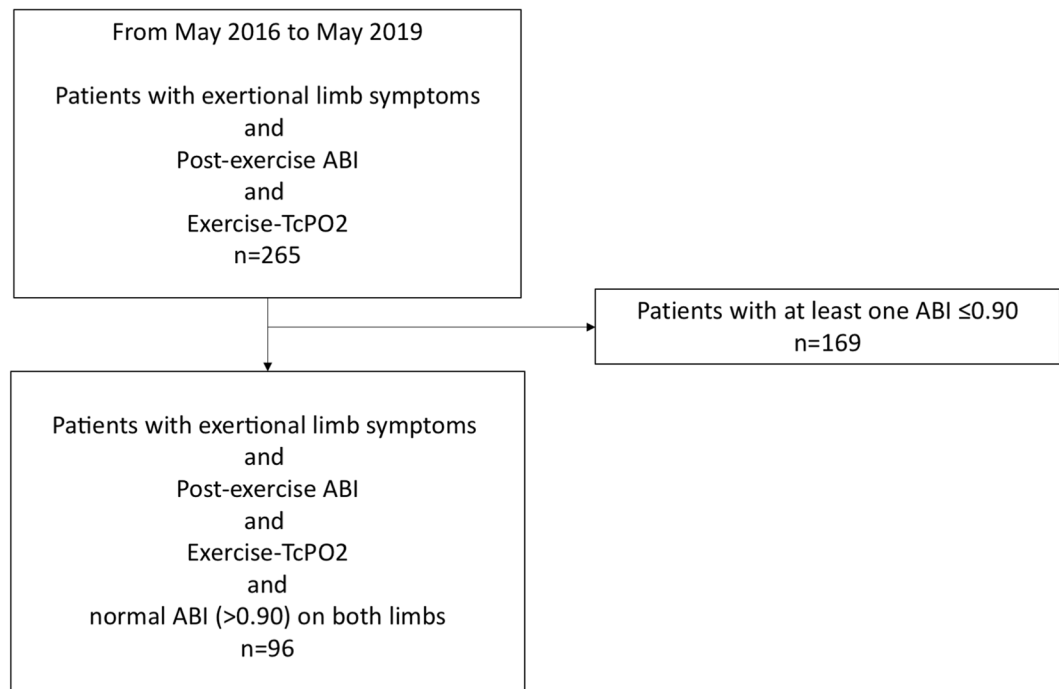 From May 2016 to May 2019
Patients with exertional limb symptoms
and
Post-exercise ABI
and
Exercise-TcPO2
n=265
Patients with at least one ABI ≤0.90
n=169
Patients with exertional limb symptoms
and
Post-exercise ABI
and
Exercise-TcPO2
and
normal ABI (>0.90) on both limbs
n=96